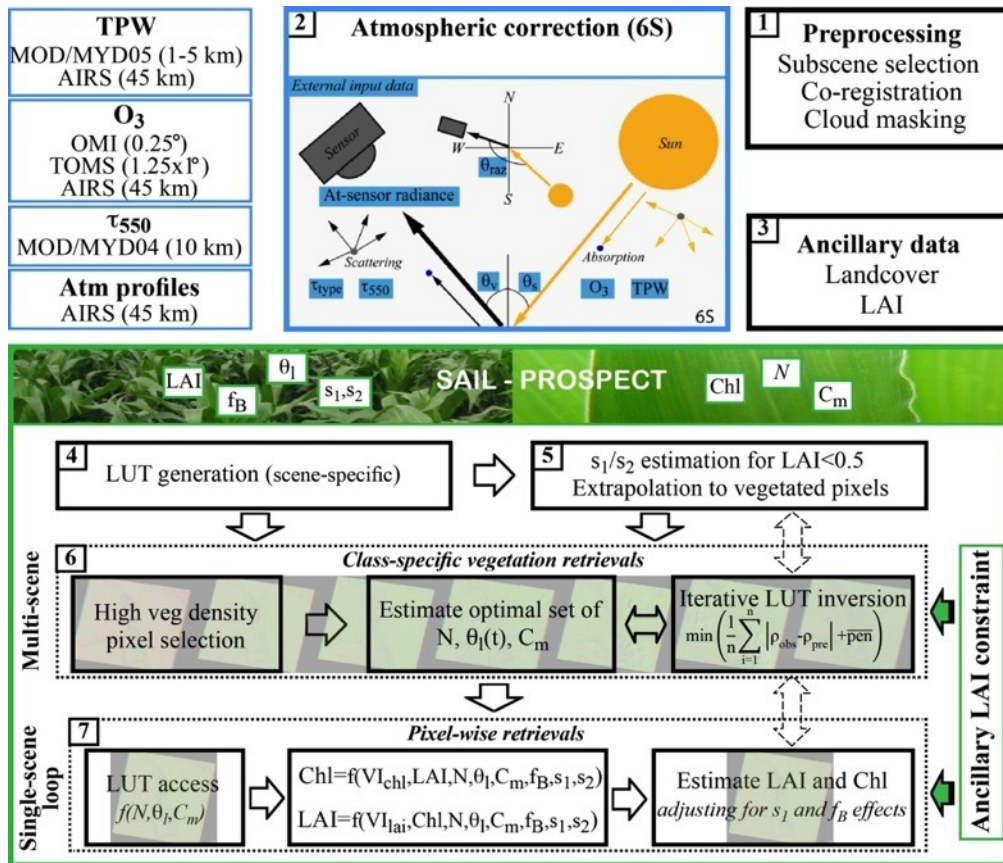 TPW
MOD/MYD05 (1-5 km)
AIRS (45 km)
O3
OMI (0.25°)
TOMS (1.25x1°)
AIRS (45 km)
τ550
MOD/MYD04 (10 km)
Atm profiles
AIRS (45 km)
2
Atmospheric correction (6S)
External input data
Sensor
N
W
E
S
θraz
Sun
At-sensor radiance
Scattering
Absorption
τtype
τ550
θv
θs
O3
TPW
6S
1
Preprocessing
Subscene selection
Co-registration
Cloud masking
3
Ancillary data
Landcover
LAI
LAI
fB
θl
s1,s2
SAIL - PROSPECT
Chl
N
Cm
4
LUT generation (scene-specific)
5
s1/s2 estimation for LAI<0.5
Extrapolation to vegetated pixels
Multi-scene
6
Class-specific vegetation retrievals
High veg density
pixel selection
Estimate optimal set of
N, θl(t), Cm
Iterative LUT inversion
min(1/n n∑i=1 |ρobs-ρpre| +pen)
Ancillary LAI constraint
Single-scene
loop
7
Pixel-wise retrievals
LUT access
f(N,θl,Cm)
Chl=f(VIchl,LAI,N,θl,Cm,fB,s1,s2)
LAI=f(VIlai,Chl,N,θl,Cm,fB,s1,s2)
Estimate LAI and Chl
adjusting for s1 and fB effects